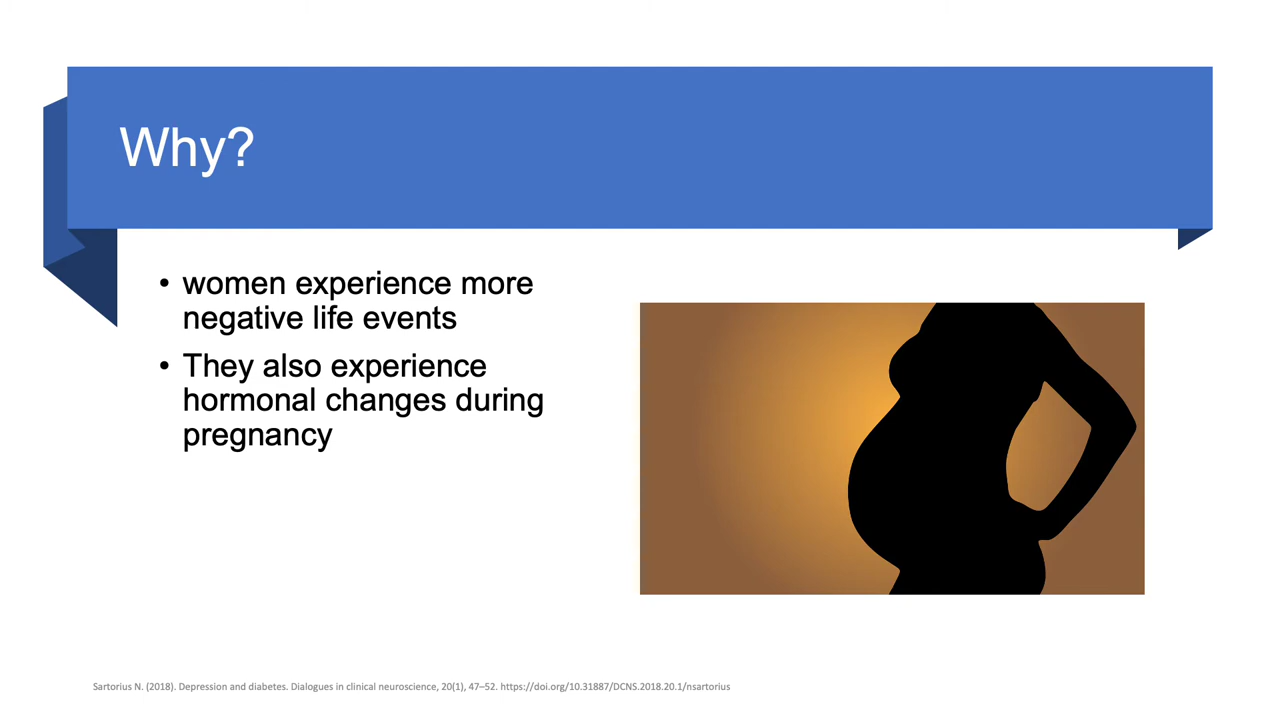 Why?
• women experience more
negative life events
• They also experience
hormonal changes during
pregnancy
Sartorius N. (2018). Depression and diabetes. Dialogues in clinical neuroscience, 20(1), 47–52. https://doi.org/10.31887/DCNS.2018.20.1/nsartorius